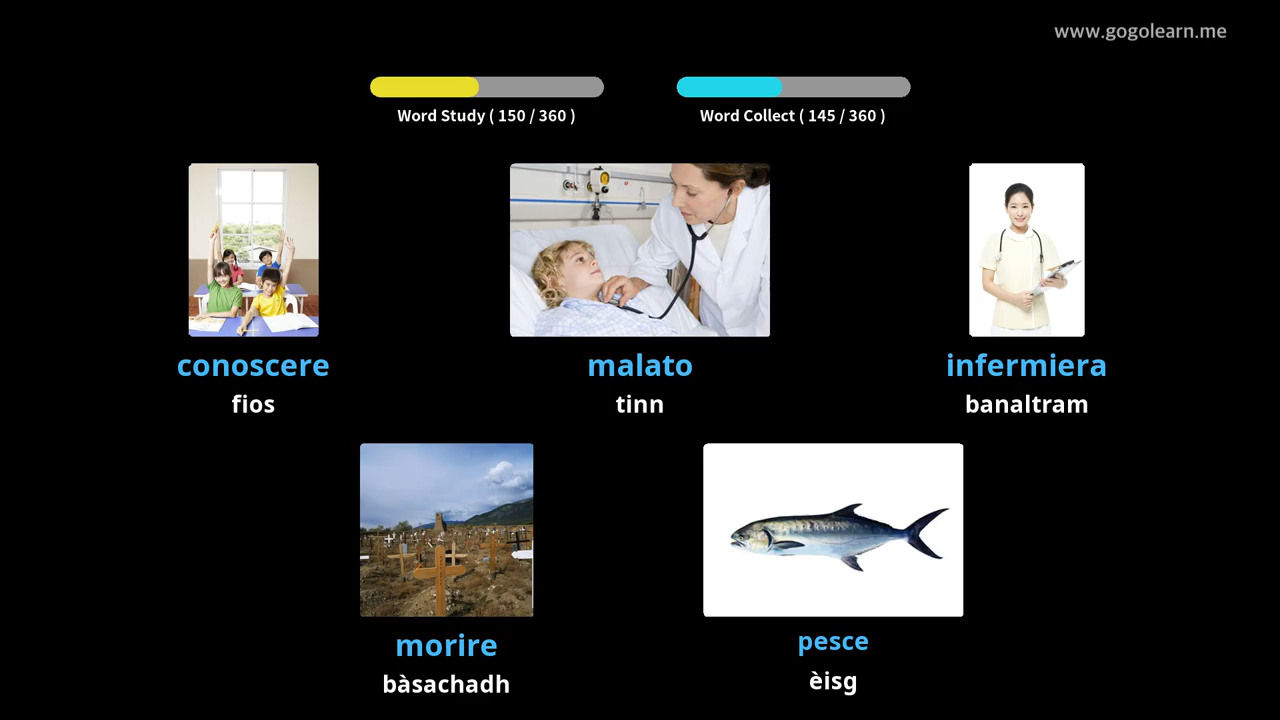 www.gogolearn.me
Word Study ( 150 / 360 )
Word Collect ( 145 / 360 )
conoscere
fios
malato
tinn
infermiera
banaltram
morire
bàsachadh
pesce
èisg